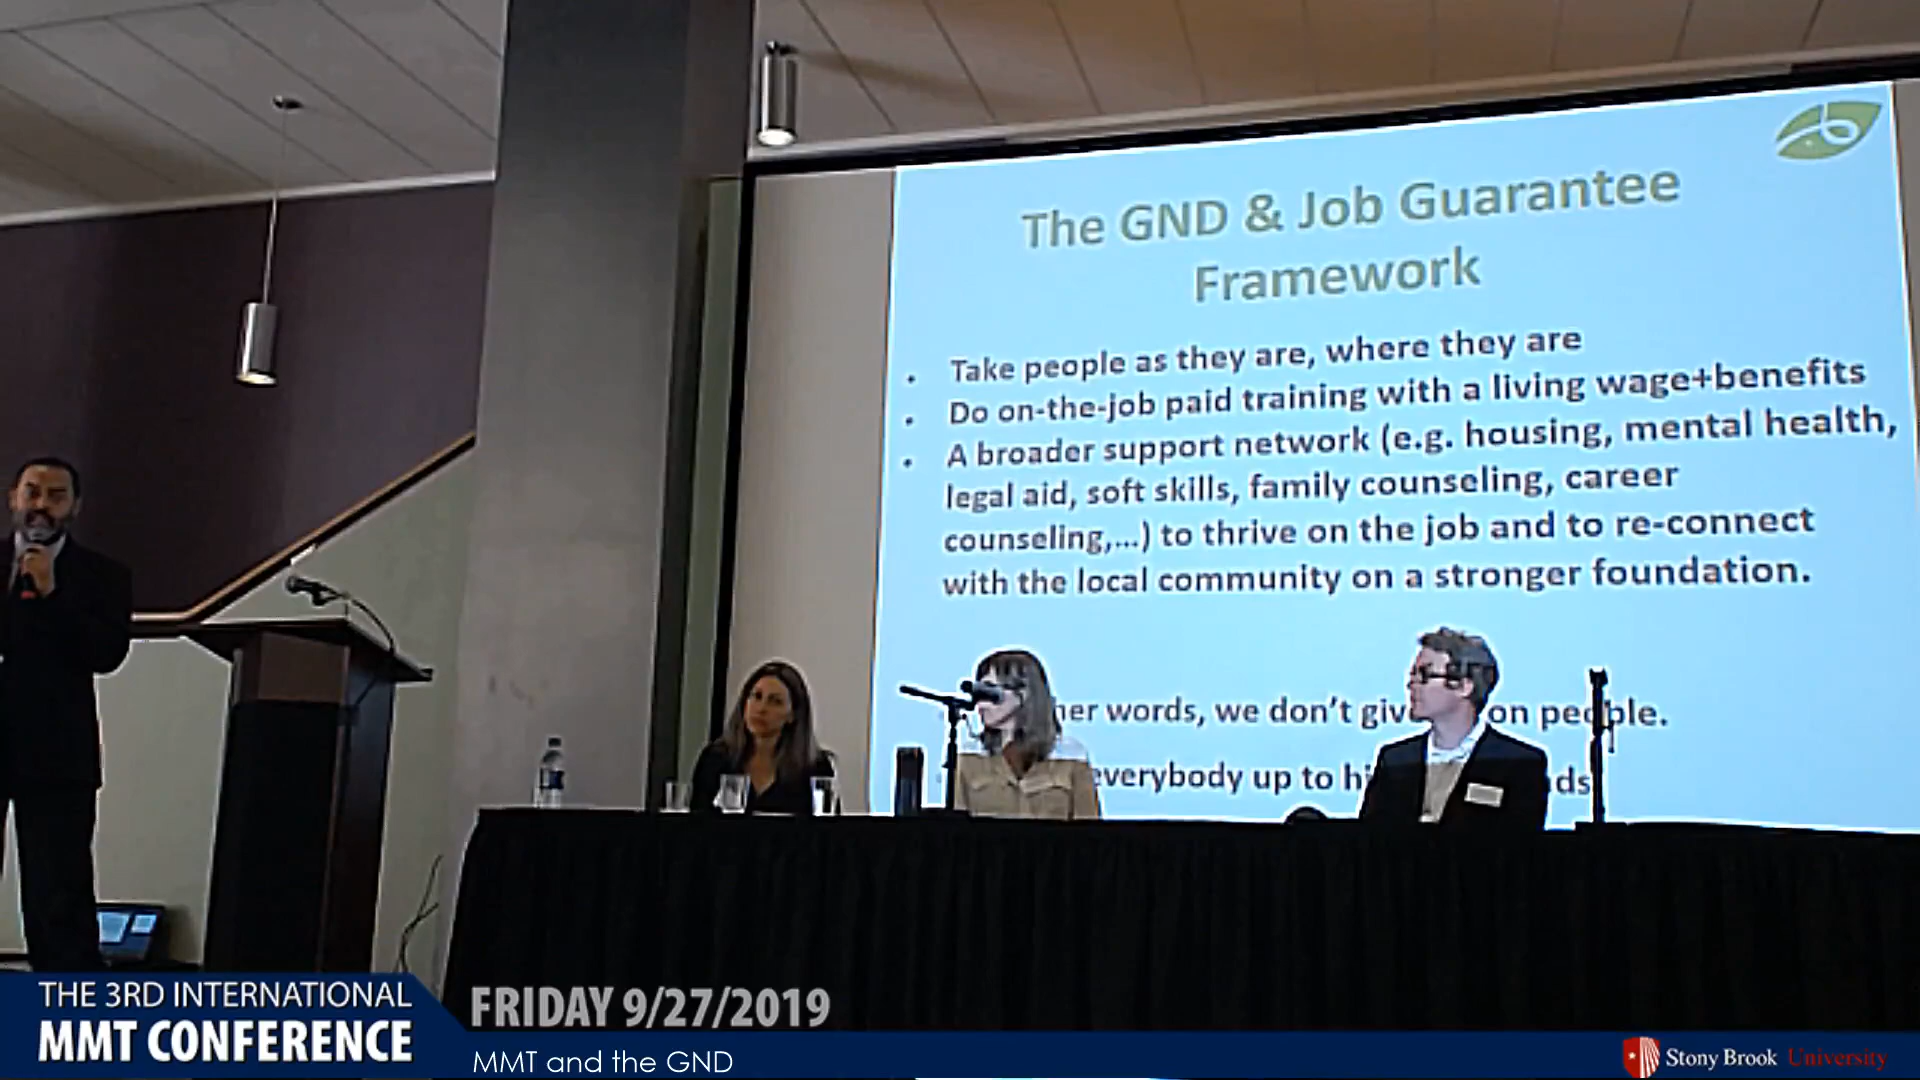 The GND & Job Guarantee
Framework
• Take people as they are, where they are
• Do on-the-job paid training with a living wage+benefits
• A broader support network (e.g. housing, mental health,
legal aid, soft skills, family counseling, career
counseling,...) to thrive on the job and to re-connect
with the local community on a stronger foundation.
words, we don't on people.
everybody up to
THE 3RD INTERNATIONAL
MMT CONFERENCE
FRIDAY 9/27/2019
MMT and the GND
Stony Brook University